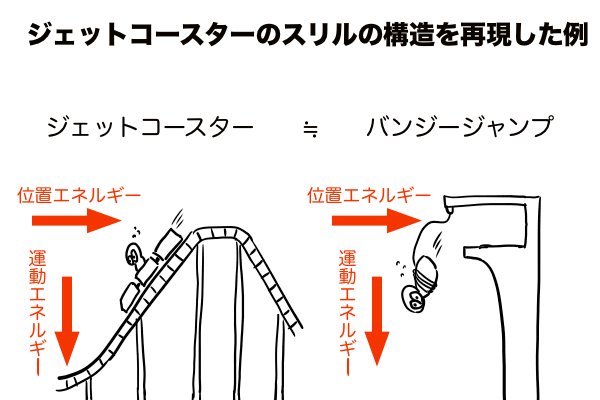 ジェットコースターのスリルの構造を再現した例
ジェットコースター ≒ バンジージャンプ
位置エネルギー
運動エネルギー
位置エネルギー
運動エネルギー